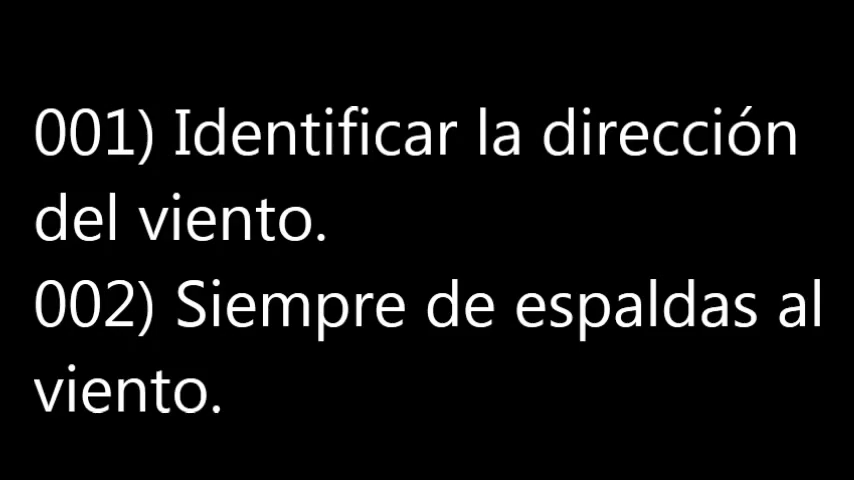 001) Identificar la dirección
del viento.
002) Siempre de espaldas al
viento.